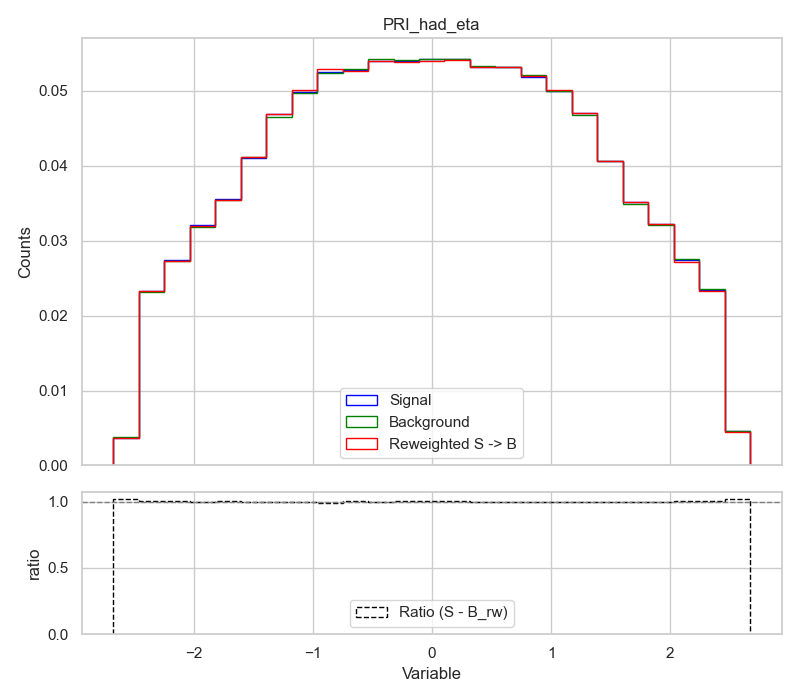 PRI_had_eta
0.05
0.04
0.03
0.02
0.01
0.00
Counts
Signal
Background
Reweighted S -> B
1.0
0.5
0.0
ratio
Ratio (S - B_rw)
−2
−1
0
1
2
Variable